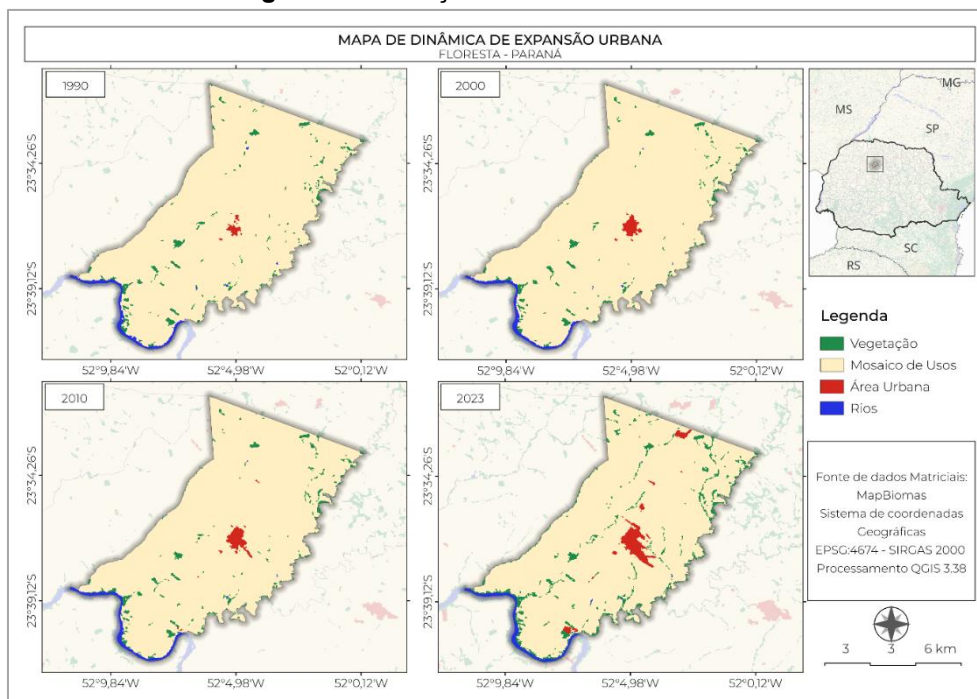 MAPA DE DINÂMICA DE EXPANSÃO URBANA
FLORESTA - PARANÁ
1990
23°34,26'S
23°39,12'S
52°9,84'W
52°4,98'W
52°0,12'W
2000
23°34,26'S
23°39,12'S
52°9,84'W
52°4,98'W
52°0,12'W
2010
23°34,26'S
23°39,12'S
52°9,84'W
52°4,98'W
52°0,12'W
2023
23°34,26'S
23°39,12'S
52°9,84'W
52°4,98'W
52°0,12'W
MG
MS
SP
SC
RS
Legenda
Vegetação
Mosaico de Usos
Área Urbana
Rios
Fonte de dados Matriciais:
MapBiomas
Sistema de coordenadas
Geográficas
EPSG:4674 - SIRGAS 2000
Processamento QGIS 3.38
3 3 6 km